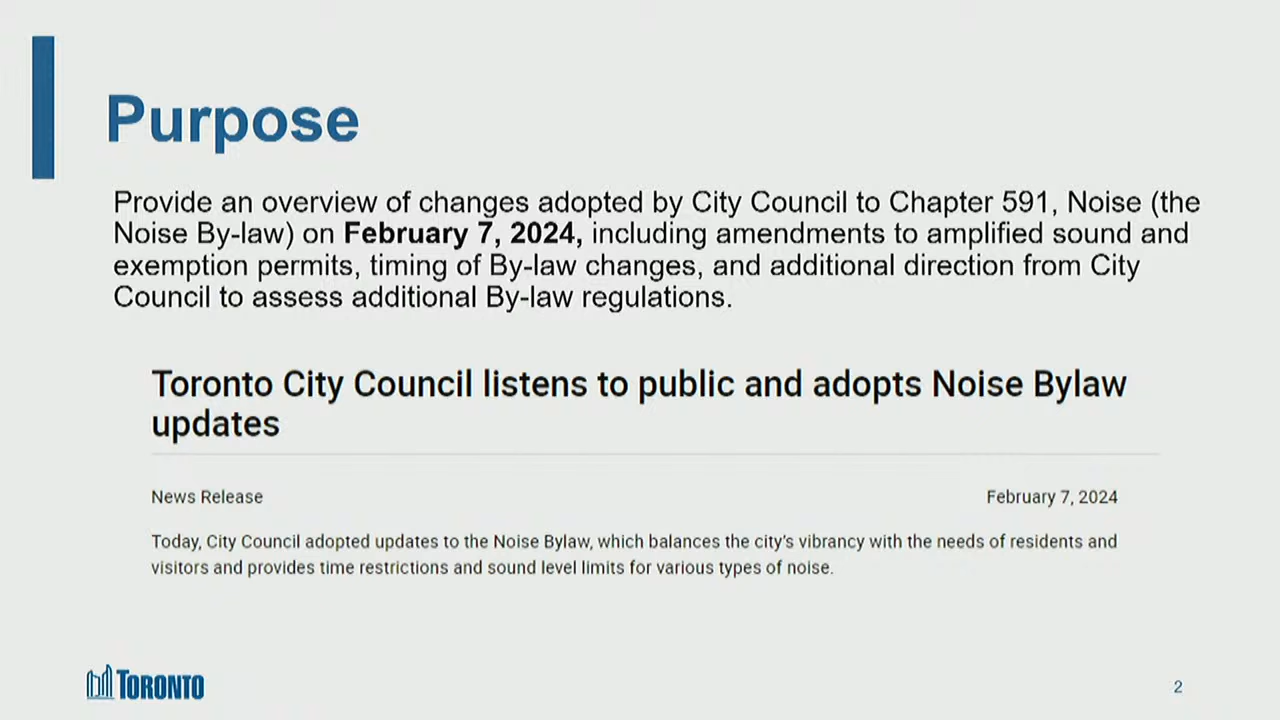 Purpose
Provide an overview of changes adopted by City Council to Chapter 591, Noise (the
Noise By-law) on February 7, 2024, including amendments to amplified sound and
exemption permits, timing of By-law changes, and additional direction from City
Council to assess additional By-law regulations.
Toronto City Council listens to public and adopts Noise Bylaw
updates
News Release
February 7, 2024
Today, City Council adopted updates to the Noise Bylaw, which balances the city's vibrancy with the needs of residents and
visitors and provides time restrictions and sound level limits for various types of noise.
TORONTO
2